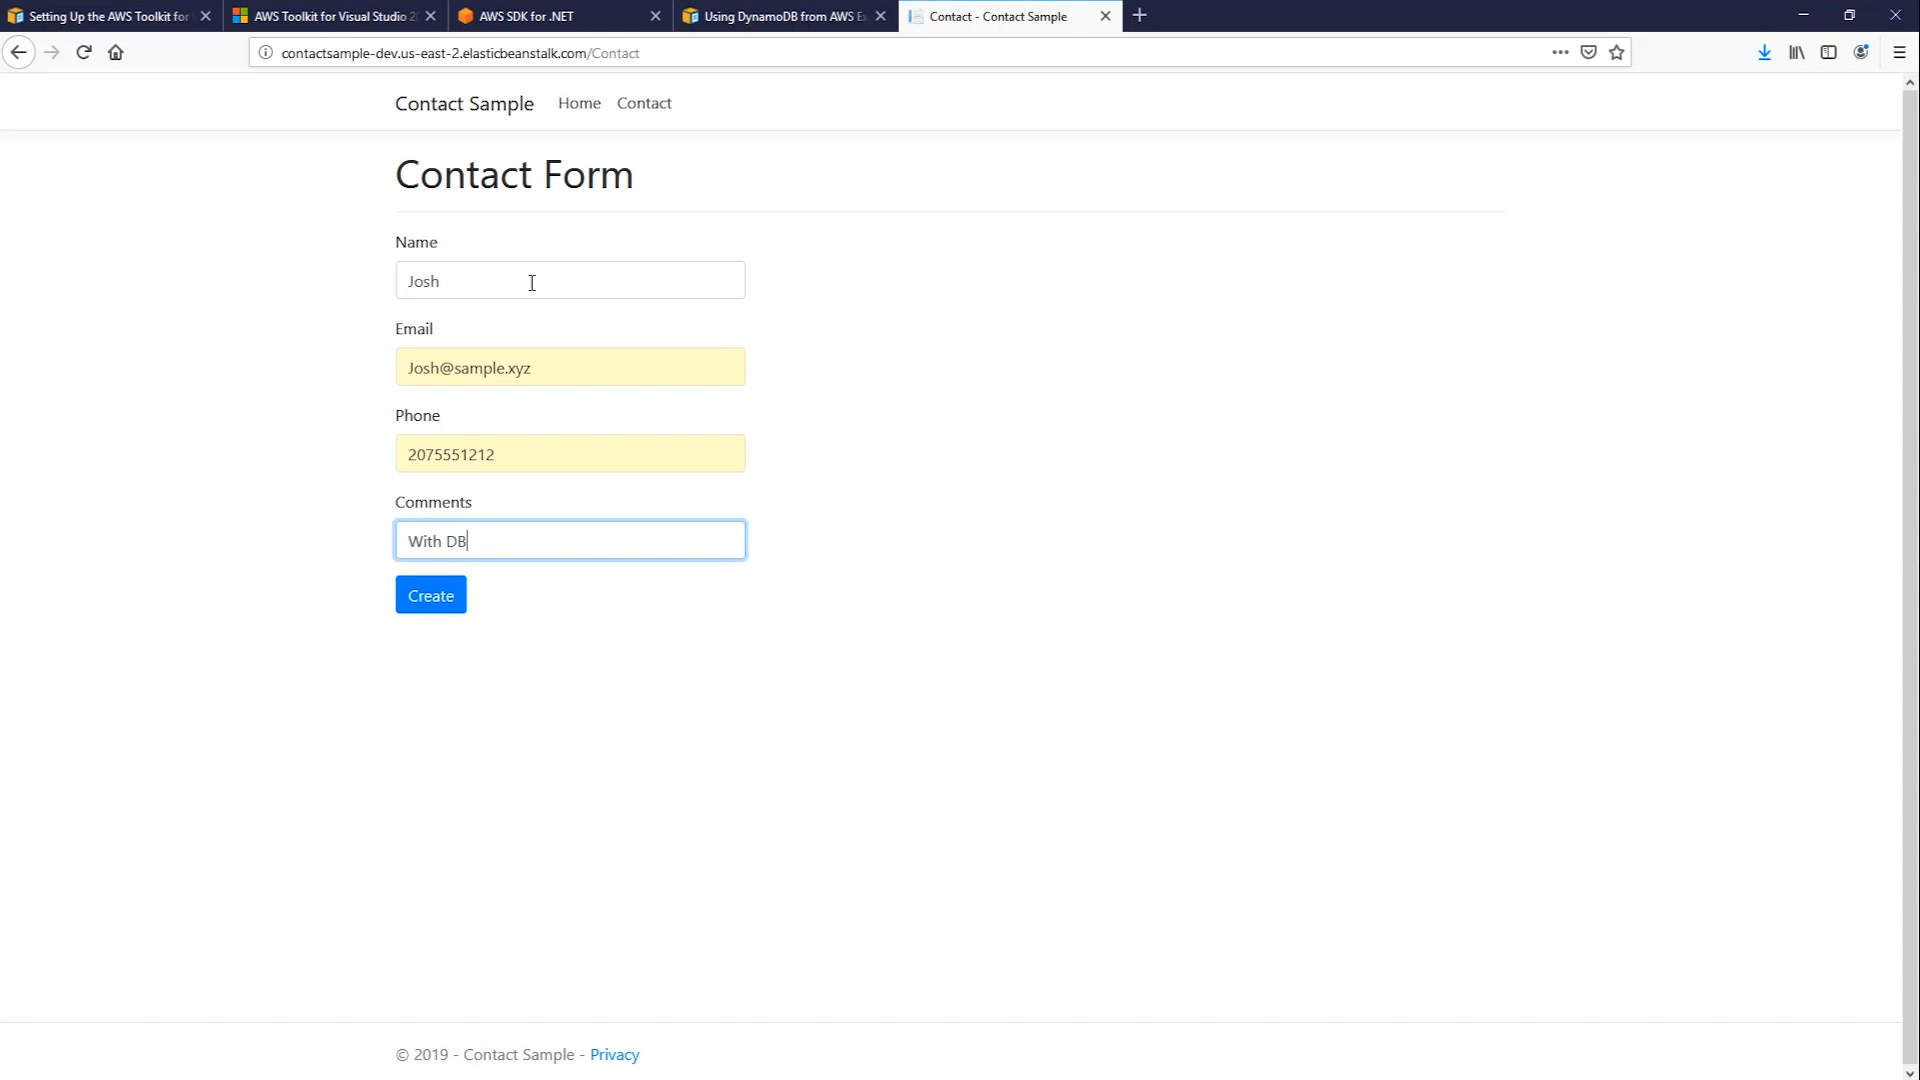 Setting Up the AWS Toolkit for
AWS Toolkit for Visual Studio 2
AWS SDK for .NET
Using DynamoDB from AWS E
Contact - Contact Sample
contactsample-dev.us-east-2.elasticbeanstalk.com/Contact
Contact Sample Home Contact
Contact Form
Name
Josh
Email
Josh@sample.xyz
Phone
2075551212
Comments
With DB
Create
© 2019 - Contact Sample - Privacy